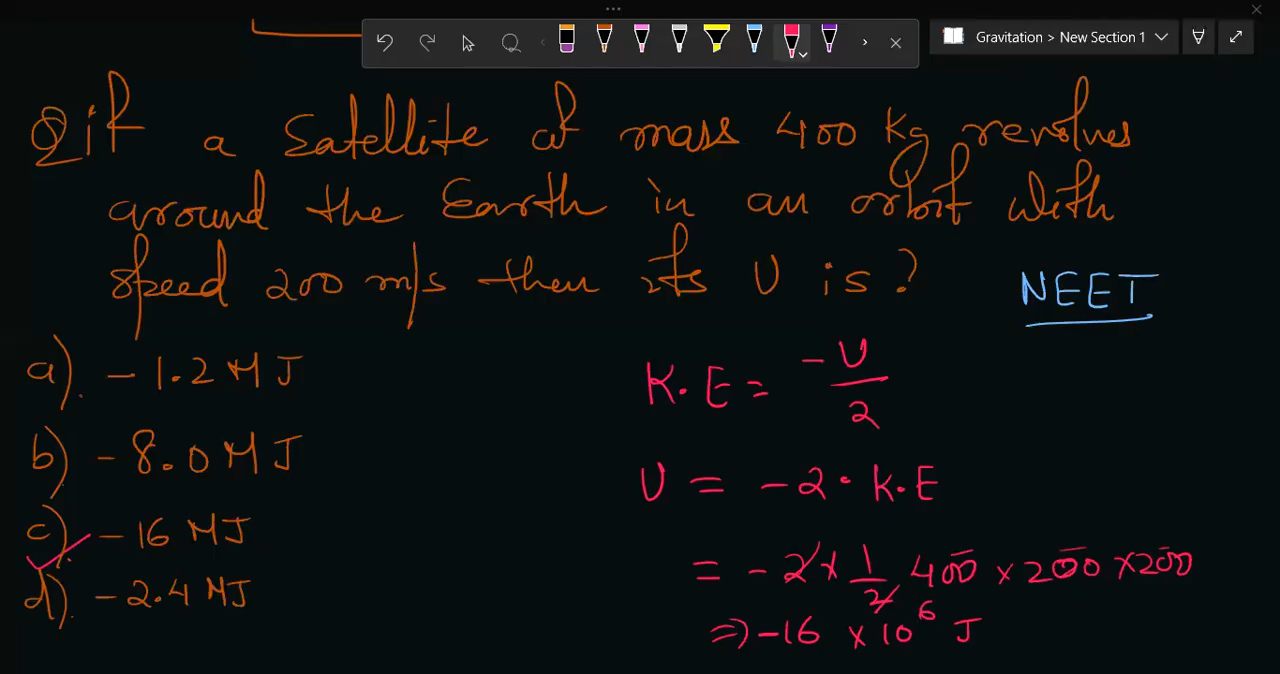 Gravitation > New Section 1
Q if a Satellite of mass 400 Kg revolves
around the Earth in an orbit with
speed 200 m/s then its U is?
NEET
a) - 1.2 MJ
b) - 8.0 MJ
c) - 16 MJ
d) - 2.4 MJ
K.E = -U/2
U = -2 · K.E
= -2 × 1/2 400 × 200 × 200
⇒ -16 × 10⁶ J